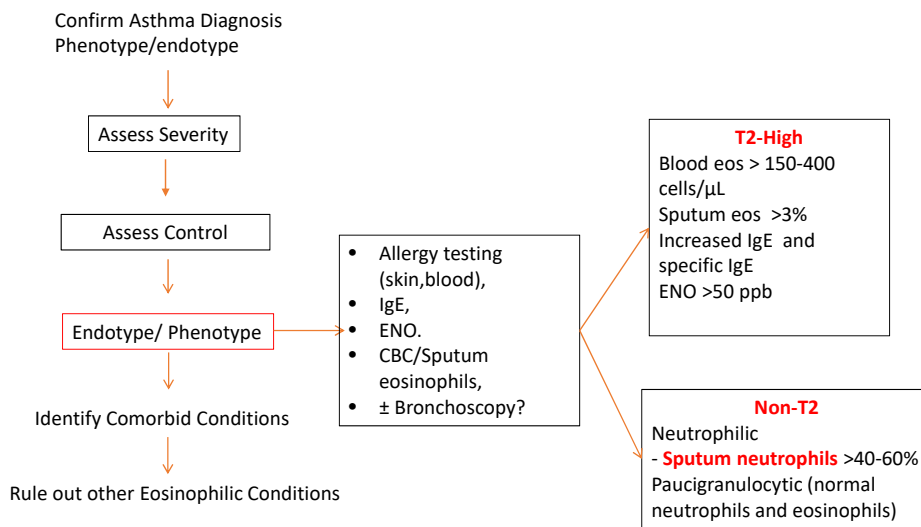 Confirm Asthma Diagnosis
Phenotype/endotype
Assess Severity
Assess Control
Endotype/ Phenotype
Identify Comorbid Conditions
Rule out other Eosinophilic Conditions
• Allergy testing
(skin,blood),
• IgE,
• ENO.
• CBC/Sputum
eosinophils,
• ± Bronchoscopy?
T2-High
Blood eos > 150-400
cells/µL
Sputum eos >3%
Increased IgE and
specific IgE
ENO >50 ppb
Non-T2
Neutrophilic
- Sputum neutrophils >40-60%
Paucigranulocytic (normal
neutrophils and eosinophils)